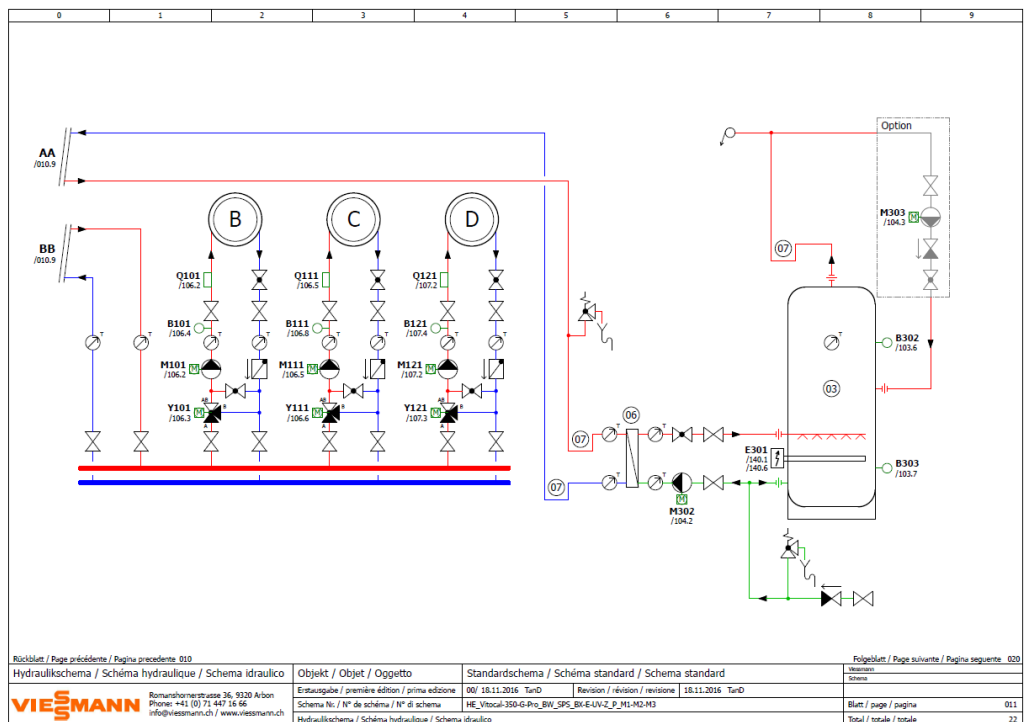 0 1 2 3 4 5 6 7 8 9
AA
/010.9
BB
/010.9
B
C
D
Q101
/106.2
Q111
/106.5
Q121
/107.2
B101
/106.4
B111
/106.8
B121
/107.4
T T T T T T T T
M101
/106.2
M
M111
/106.5
M
M121
/107.2
M
Y101
/106.3
M
AB
B
A
Y111
/106.6
M
AB
B
A
Y121
/107.3
M
AB
B
A
Option
M303
/104.3
M
07
T
B302
/103.6
03
06
07
T T
E301
/140.1
/140.6
B303
/103.7
07
T T
M
M302
/104.2
Rückblatt / Page précédente / Pagina precedente 010
Folgeblatt / Page suivante / Pagina seguente 020
Hydraulikschema / Schéma hydraulique / Schema idraulico
Objekt / Objet / Oggetto
Standardschema / Schéma standard / Schema standard
Viessmann
Schema
VIESSMANN
Romanshornerstrasse 36, 9320 Arbon
Phone: +41 (0) 71 447 16 66
info@viessmann.ch / www.viessmann.ch
Erstausgabe / première édition / prima edizione
00/ 18.11.2016 TanD
Revision / révision / revisione
18.11.2016 TanD
Schema Nr. / N° de schéma / N° di schema
HE_Vitocal-350-G-Pro_BW_SPS_BX-E-UV-Z_P_M1-M2-M3
Blatt / page / pagina 011
Hydraulikschema / Schéma hydraulique / Schema idraulico
Total / totale / totale 22